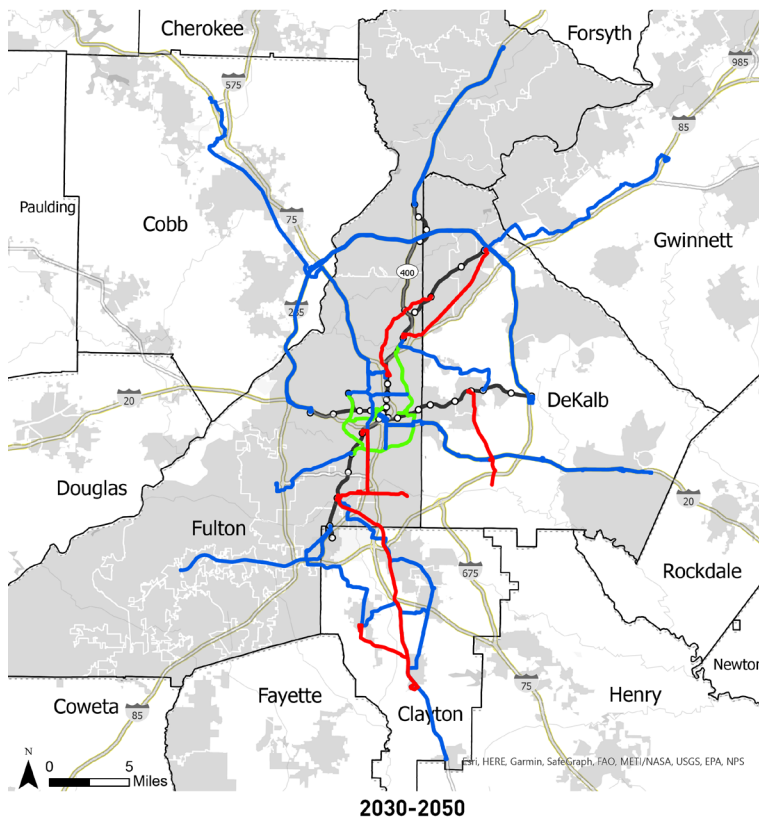 Cherokee
Forsyth
985
575
85
Paulding
Cobb
75
Gwinnett
400
285
20
DeKalb
Douglas
Fulton
20
675
Rockdale
Newton
Coweta
85
Fayette
Clayton
75
Henry
N
0 5
Miles
Esri, HERE, Garmin, SafeGraph, FAO, METI/NASA, USGS, EPA, NPS
2030-2050